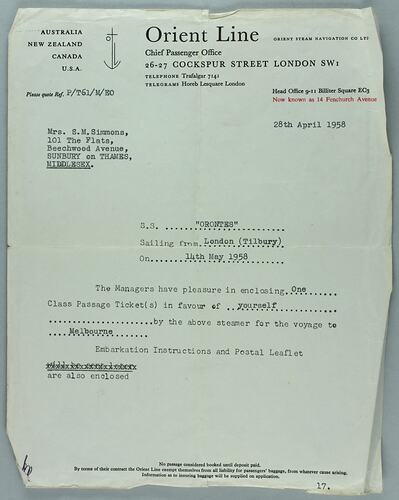 AUSTRALIA
NEW ZEALAND
CANADA
U.S.A.
Orient Line
ORIENT STEAM NAVIGATION CO LTD
Chief Passenger Office
26-27 COCKSPUR STREET LONDON SW1
TELEPHONE Trafalgar 7141
TELEGRAMS Horeb Lesquare London
Please quote Ref. P/T61/M/EO
Head Office 9-11 Billiter Square EC3
Now known as 14 Fenchurch Avenue
28th April 1958
Mrs. S.M.Simmons,
101 The Flats,
Beechwood Avenue,
SUNBURY on THAMES,
MIDDLESEX.
S.S. ......."ORONTES"............
Sailing from London (Tilbury)
On........14th May 1958........
The Managers have pleasure in enclosing One
Class Passage Ticket(s) in favour of ..yourself......
......................by the above steamer for the voyage to
....Melbourne........
Embarkation Instructions and Postal Leaflet
are also enclosed
No passage considered booked until deposit paid.
By terms of their contract the Orient Line exempt themselves from all liability for passengers' baggage, from whatever cause arising.
Information as to insuring baggage will be supplied on application.
17.